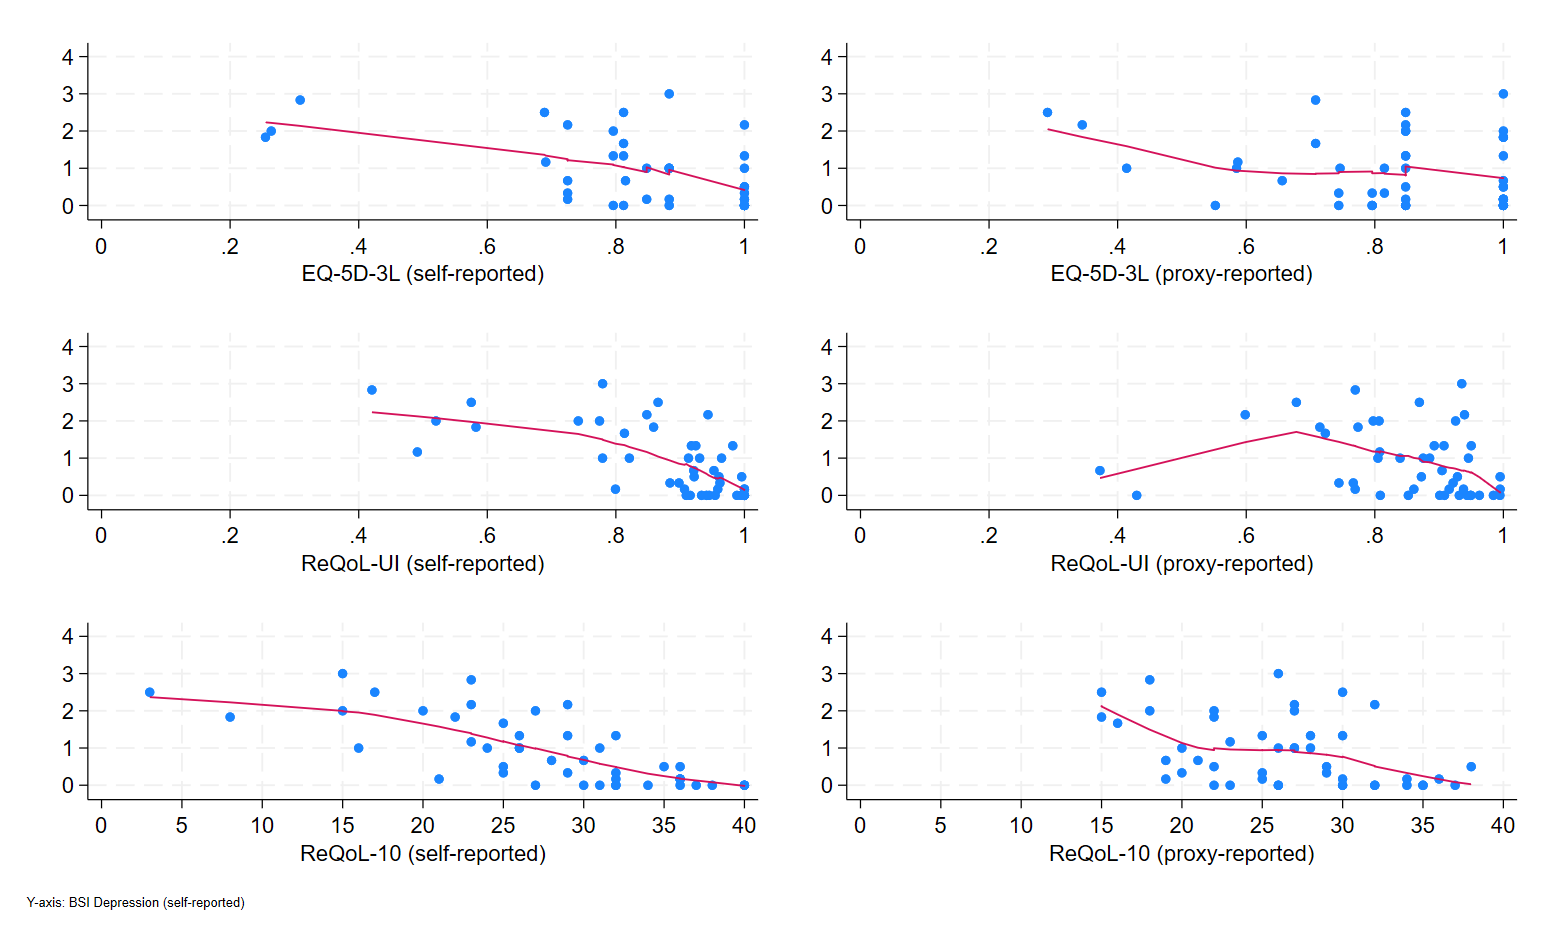 4
3
2
1
0
0 .2 .4 .6 .8 1
EQ-5D-3L (self-reported)
4
3
2
1
0
0 .2 .4 .6 .8 1
EQ-5D-3L (proxy-reported)
4
3
2
1
0
0 .2 .4 .6 .8 1
ReQoL-UI (self-reported)
4
3
2
1
0
0 .2 .4 .6 .8 1
ReQoL-UI (proxy-reported)
4
3
2
1
0
0 5 10 15 20 25 30 35 40
ReQoL-10 (self-reported)
4
3
2
1
0
0 5 10 15 20 25 30 35 40
ReQoL-10 (proxy-reported)
Y-axis: BSI Depression (self-reported)